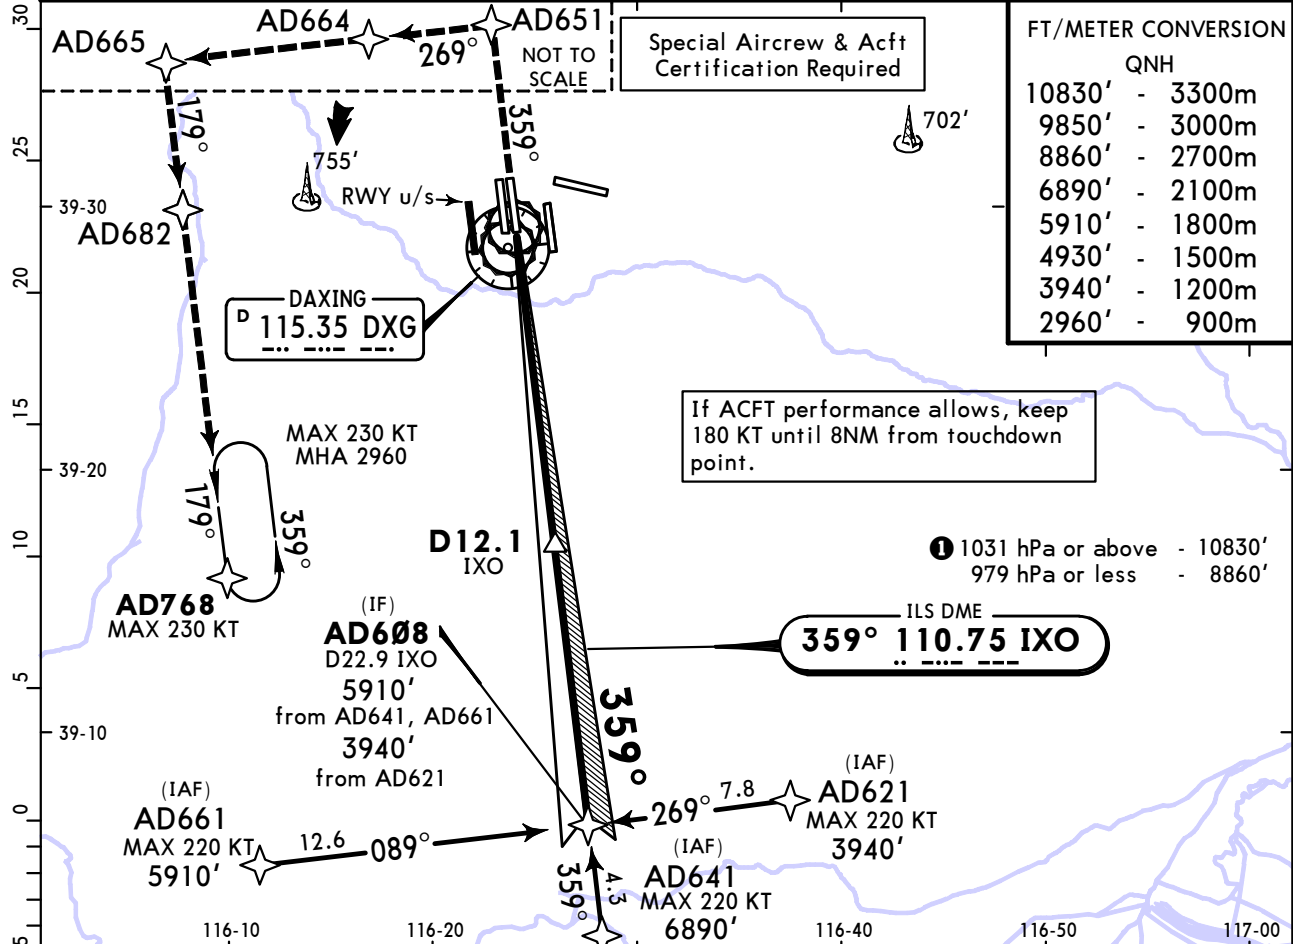 30
25
39-30
20
15
39-20
10
5
39-10
0
5
AD665
AD664
AD651
269°
NOT TO
SCALE
179°
359°
AD682
755'
702'
RWY u/s
Special Aircrew & Acft
Certification Required
FT/METER CONVERSION
QNH
10830' - 3300m
9850' - 3000m
8860' - 2700m
6890' - 2100m
5910' - 1800m
4930' - 1500m
3940' - 1200m
2960' - 900m
DAXING
D 115.35 DXG
If ACFT performance allows, keep
180 KT until 8NM from touchdown
point.
MAX 230 KT
MHA 2960
179°
359°
AD768
MAX 230 KT
D12.1
IXO
1 1031 hPa or above - 10830'
979 hPa or less - 8860'
ILS DME
359° 110.75 IXO
(IF)
AD6Ø8
D22.9 IXO
5910'
from AD641, AD661
3940'
from AD621
359°
(IAF)
AD661
MAX 220 KT
5910'
12.6
089°
269°
7.8
(IAF)
AD621
MAX 220 KT
3940'
359°
4.3
(IAF)
AD641
MAX 220 KT
6890'
116-10
116-20
116-40
116-50
117-00